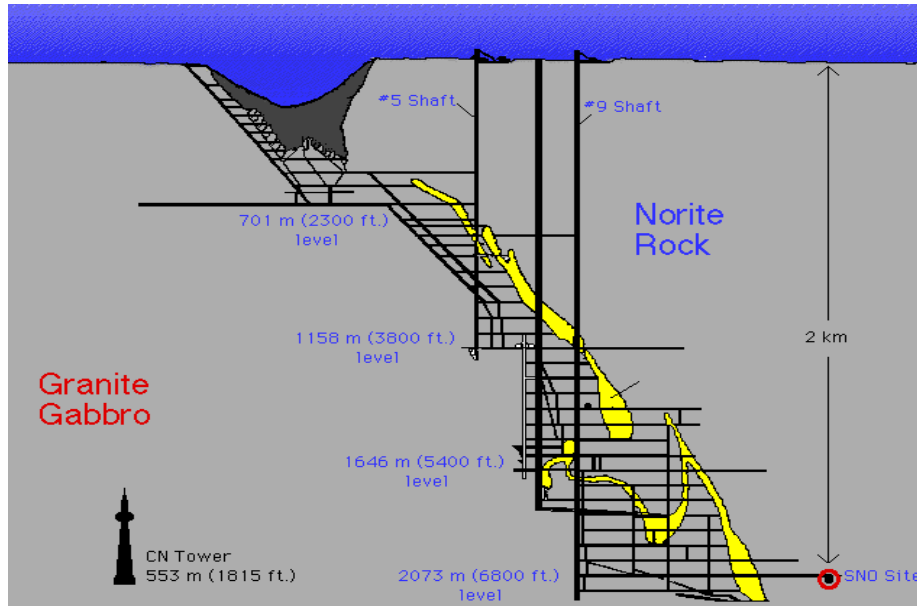 #5 Shaft
#9 Shaft
701 m (2300 ft.)
level
Norite
Rock
1158 m (3800 ft.)
level
2 km
Granite
Gabbro
1646 m (5400 ft.)
level
CN Tower
553 m (1815 ft.)
2073 m (6800 ft.)
level
SNO Site